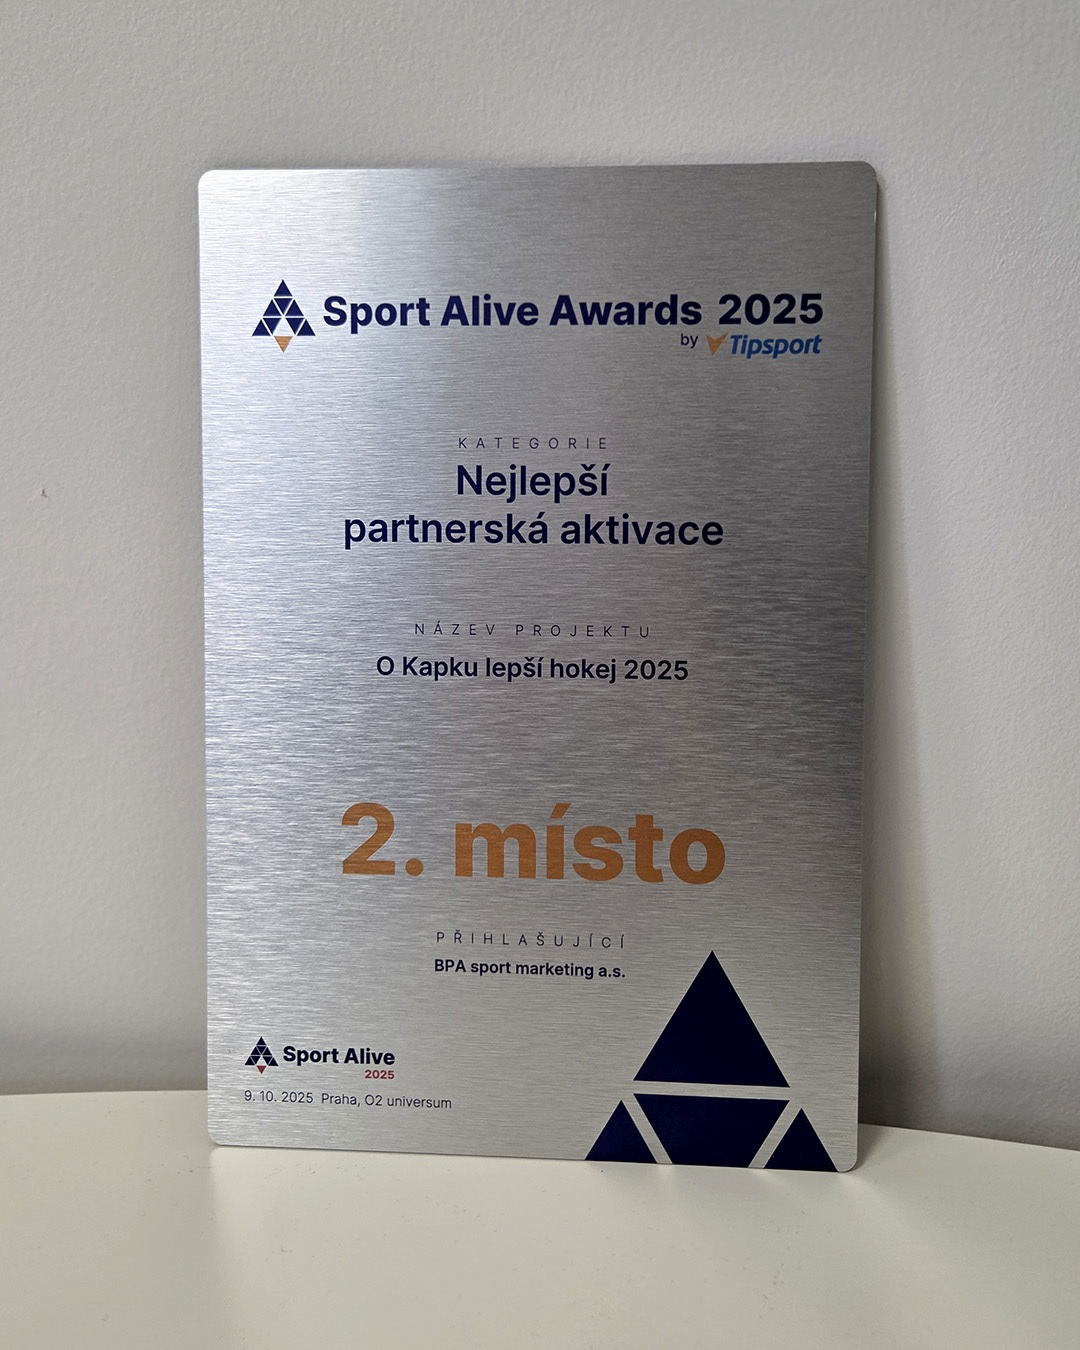 Sport Alive Awards 2025
by Tipsport
KATEGORIE
Nejlepší
partnerská aktivace
NÁZEV PROJEKTU
O Kapku lepší hokej 2025
2. místo
PŘIHLAŠUJÍCÍ
BPA sport marketing a.s.
Sport Alive
2025
9. 10. 2025 Praha, O2 universum